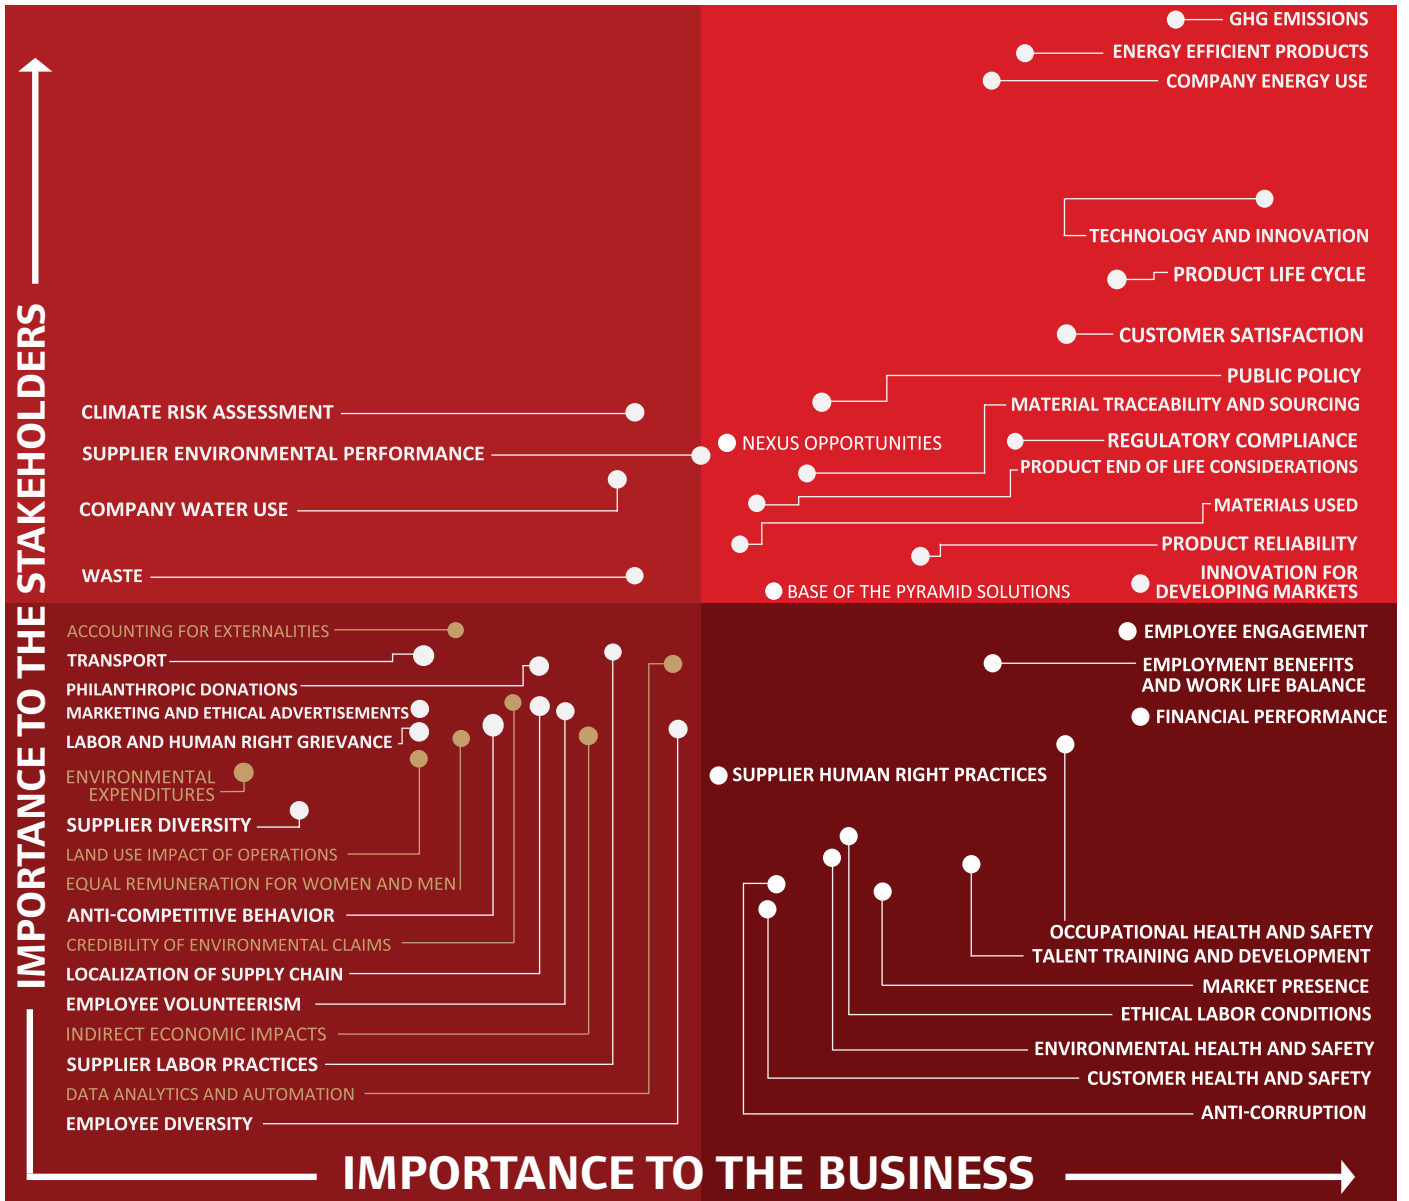 GHG EMISSIONS
ENERGY EFFICIENT PRODUCTS
COMPANY ENERGY USE
TECHNOLOGY AND INNOVATION
PRODUCT LIFE CYCLE
CUSTOMER SATISFACTION
PUBLIC POLICY
MATERIAL TRACEABILITY AND SOURCING
NEXUS OPPORTUNITIES
REGULATORY COMPLIANCE
PRODUCT END OF LIFE CONSIDERATIONS
MATERIALS USED
PRODUCT RELIABILITY
INNOVATION FOR
DEVELOPING MARKETS
BASE OF THE PYRAMID SOLUTIONS
CLIMATE RISK ASSESSMENT
SUPPLIER ENVIRONMENTAL PERFORMANCE
COMPANY WATER USE
WASTE
ACCOUNTING FOR EXTERNALITIES
TRANSPORT
PHILANTHROPIC DONATIONS
MARKETING AND ETHICAL ADVERTISEMENTS
LABOR AND HUMAN RIGHT GRIEVANCE
ENVIRONMENTAL
EXPENDITURES
SUPPLIER DIVERSITY
LAND USE IMPACT OF OPERATIONS
EQUAL REMUNERATION FOR WOMEN AND MEN
ANTI-COMPETITIVE BEHAVIOR
CREDIBILITY OF ENVIRONMENTAL CLAIMS
LOCALIZATION OF SUPPLY CHAIN
EMPLOYEE VOLUNTEERISM
INDIRECT ECONOMIC IMPACTS
SUPPLIER LABOR PRACTICES
DATA ANALYTICS AND AUTOMATION
EMPLOYEE DIVERSITY
EMPLOYEE ENGAGEMENT
EMPLOYMENT BENEFITS
AND WORK LIFE BALANCE
FINANCIAL PERFORMANCE
SUPPLIER HUMAN RIGHT PRACTICES
OCCUPATIONAL HEALTH AND SAFETY
TALENT TRAINING AND DEVELOPMENT
MARKET PRESENCE
ETHICAL LABOR CONDITIONS
ENVIRONMENTAL HEALTH AND SAFETY
CUSTOMER HEALTH AND SAFETY
ANTI-CORRUPTION
IMPORTANCE TO THE STAKEHOLDERS
IMPORTANCE TO THE BUSINESS